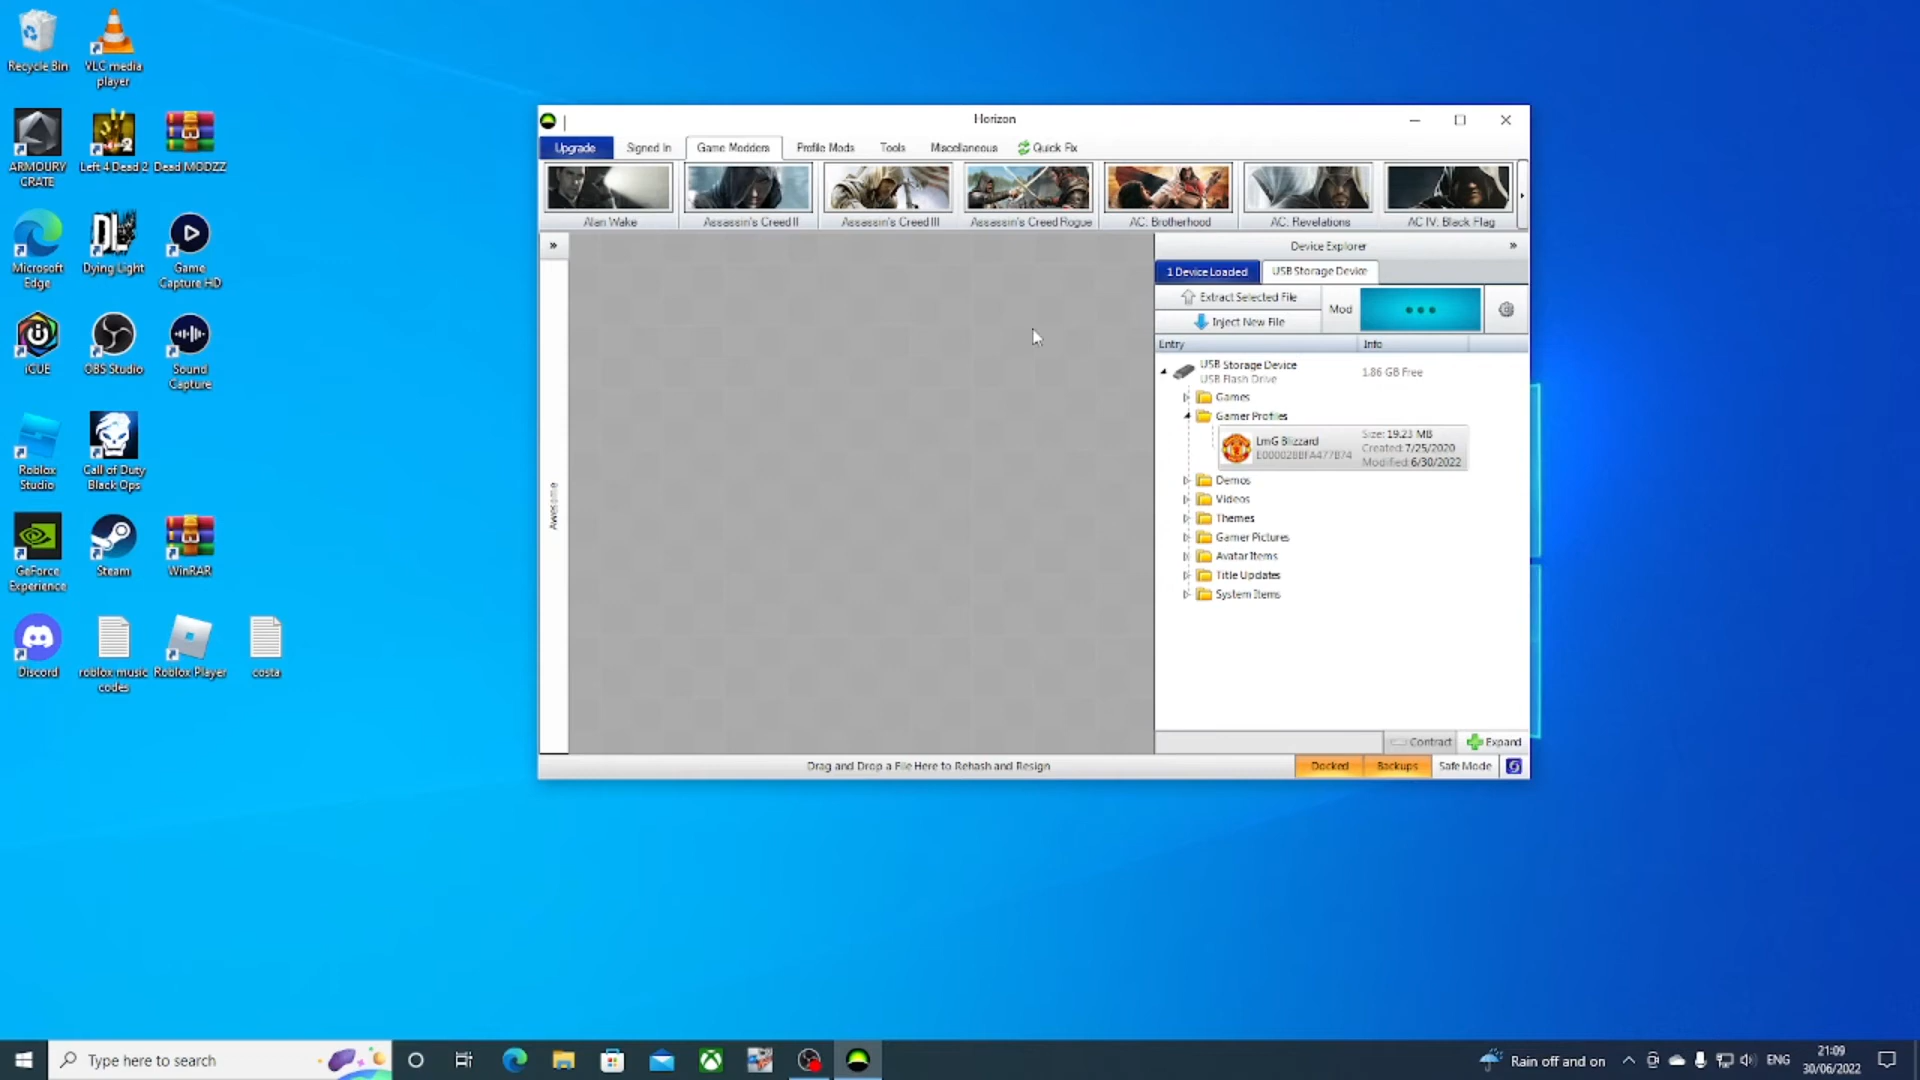 Recycle Bin
VLC media
player
ARMOURY
CRATE
Left 4 Dead 2
Dead MODZZ
Microsoft
Edge
Dying Light
Game
Capture HD
iCUE
OBS Studio
Sound
Capture
Roblox
Studio
Call of Duty
Black Ops
GeForce
Experience
Steam
WinRAR
Discord
roblox music
codes
Roblox Player
costa
Horizon
Upgrade
Signed In
Game Modders
Profile Mods
Tools
Miscellaneous
Quick Fix
Alan Wake
Assassin's Creed II
Assassin's Creed III
Assassin's Creed Rogue
AC. Brotherhood
AC. Revelations
AC IV. Black Flag
Awesome
Device Explorer
1 Device Loaded
USB Storage Device
Extract Selected File
Inject New File
Mod
Entry
Info
USB Storage Device
USB Flash Drive
1.86 GB Free
Games
Gamer Profiles
LmG Blizzard
E000028BFA477B74
Size: 19.23 MB
Created: 7/25/2020
Modified: 6/30/2022
Demos
Videos
Themes
Gamer Pictures
Avatar Items
Title Updates
System Items
Contract
Expand
Drag and Drop a File Here to Rehash and Resign
Docked
Backups
Safe Mode
Type here to search
Rain off and on
ENG
21:09
30/06/2022